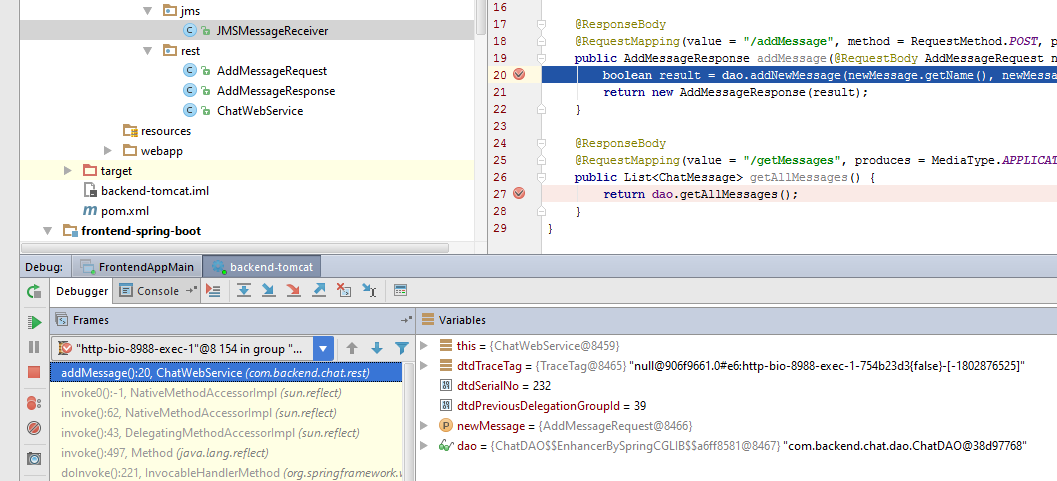 jms
JMSMessageReceiver
rest
AddMessageRequest
AddMessageResponse
ChatWebService
resources
webapp
target
backend-tomcat.iml
pom.xml
frontend-spring-boot
16
17 @ResponseBody
18 @RequestMapping(value = "/addMessage", method = RequestMethod.POST, p
19 public AddMessageResponse addMessage(@RequestBody AddMessageRequest n
20 boolean result = dao.addNewMessage(newMessage.getName(), newMessa
21 return new AddMessageResponse(result);
22 }
23
24 @ResponseBody
25 @RequestMapping(value = "/getMessages", produces = MediaType.APPLICAT
26 public List<ChatMessage> getAllMessages() {
27 return dao.getAllMessages();
28 }
29 }
Debug: FrontendAppMain backend-tomcat
Debugger Console
Frames
"http-bio-8988-exec-1"@8 154 in group "...
addMessage():20, ChatWebService (com.backend.chat.rest)
invoke0():-1, NativeMethodAccessorImpl (sun.reflect)
invoke():62, NativeMethodAccessorImpl (sun.reflect)
invoke():43, DelegatingMethodAccessorImpl (sun.reflect)
invoke():497, Method (java.lang.reflect)
doInvoke():221, InvocableHandlerMethod (org.springframework.w
Variables
this = {ChatWebService@8459}
dtdTraceTag = {TraceTag@8465} "null@906f9661.0#e6:http-bio-8988-exec-1-754b23d3{false}-[-1802876525]"
dtdSerialNo = 232
dtdPreviousDelegationGroupId = 39
newMessage = {AddMessageRequest@8466}
dao = {ChatDAO$$EnhancerBySpringCGLIB$$a6ff8581@8467} "com.backend.chat.dao.ChatDAO@38d97768"